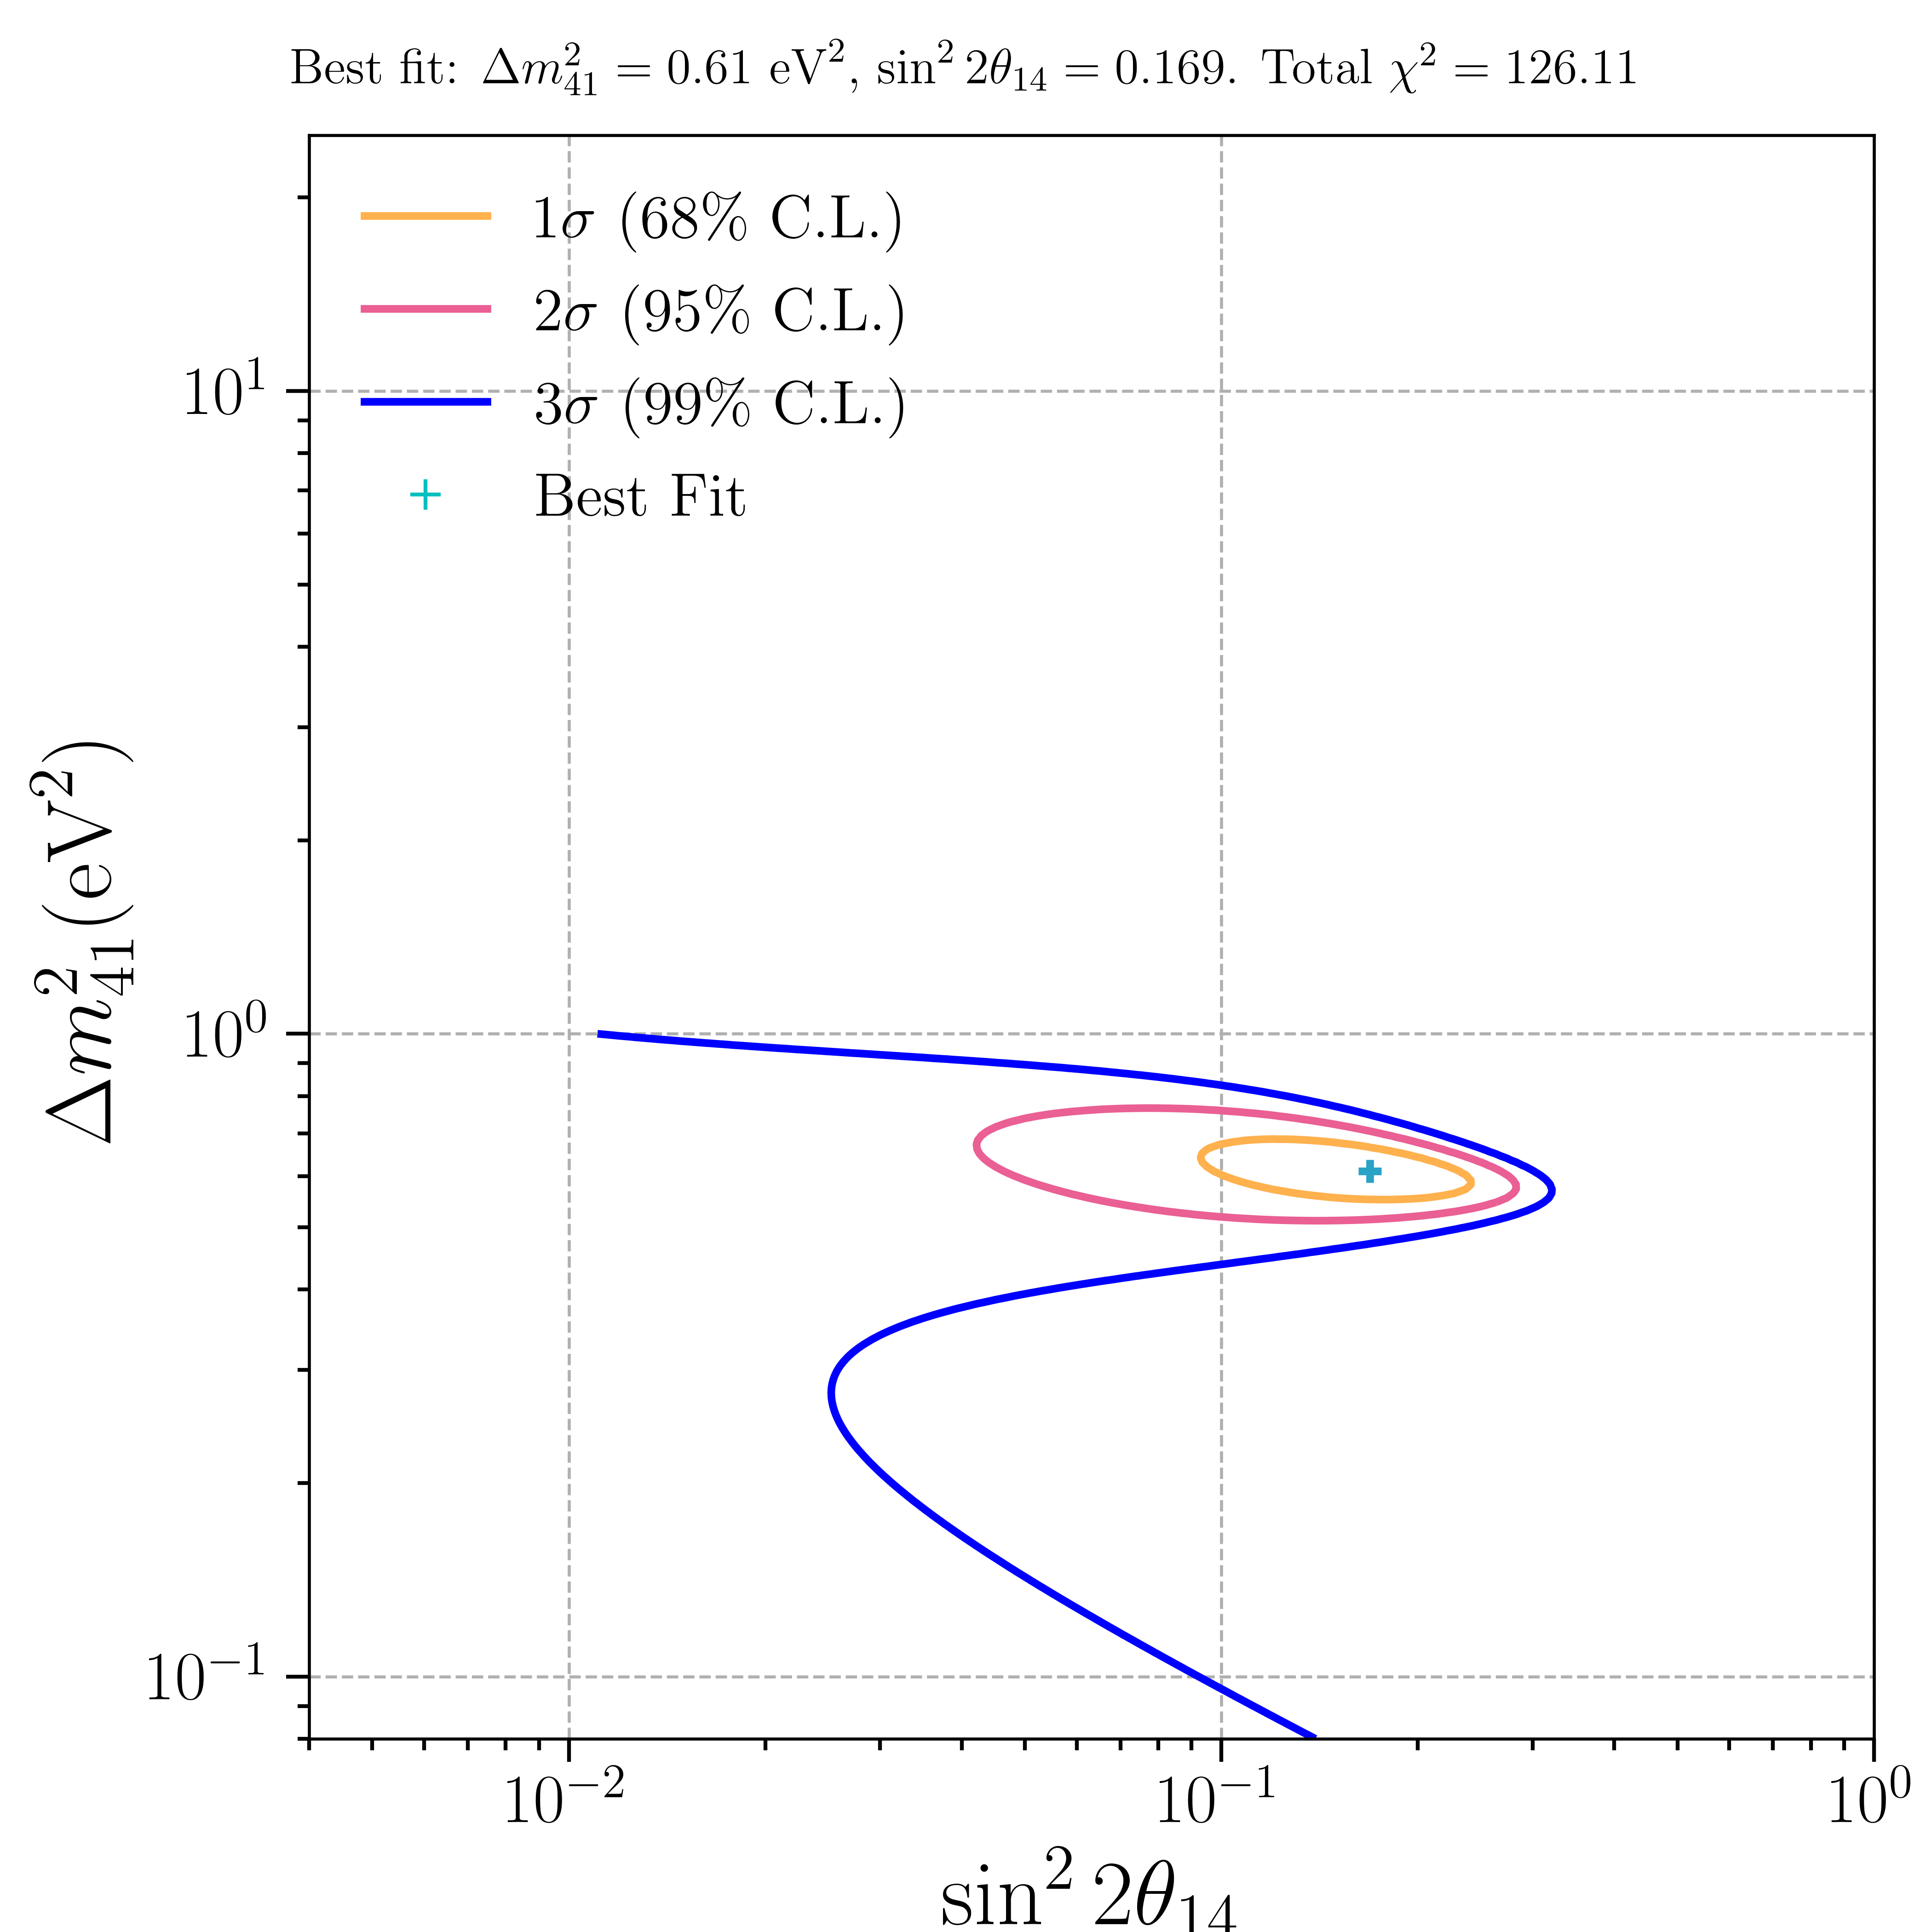 Best fit: Δm²₄₁ = 0.61 eV², sin² 2θ₁₄ = 0.169. Total χ² = 126.11
1σ (68% C.L.)
2σ (95% C.L.)
3σ (99% C.L.)
Best Fit
10¹
10⁰
10⁻¹
Δm²₄₁(eV²)
10⁻² 10⁻¹ 10⁰
sin² 2θ₁₄